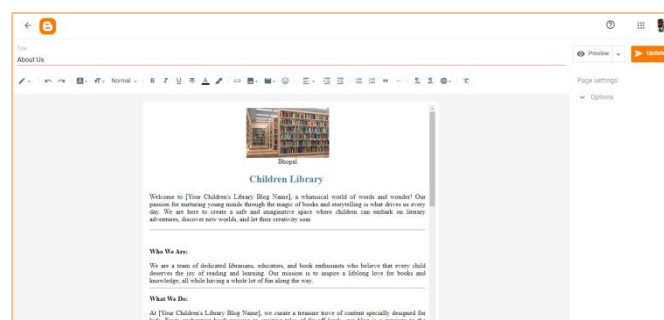 Title
About Us
Preview
Update
Normal
B I U A
Page settings
Options
Bhopal
Children Library
Welcome to [Your Children's Library Blog Name], a whimsical world of words and wonder! Our
passion for nurturing young minds through the magic of books and storytelling is what drives us every
day. We are here to create a safe and imaginative space where children can embark on literary
adventures, discover new worlds, and let their creativity soar.
Who We Are:
We are a team of dedicated librarians, educators, and book enthusiasts who believe that every child
deserves the joy of reading and learning. Our mission is to inspire a lifelong love for books and
knowledge, all while having a whole lot of fun along the way.
What We Do:
At [Your Children's Library Blog Name], we curate a treasure trove of content specially designed for